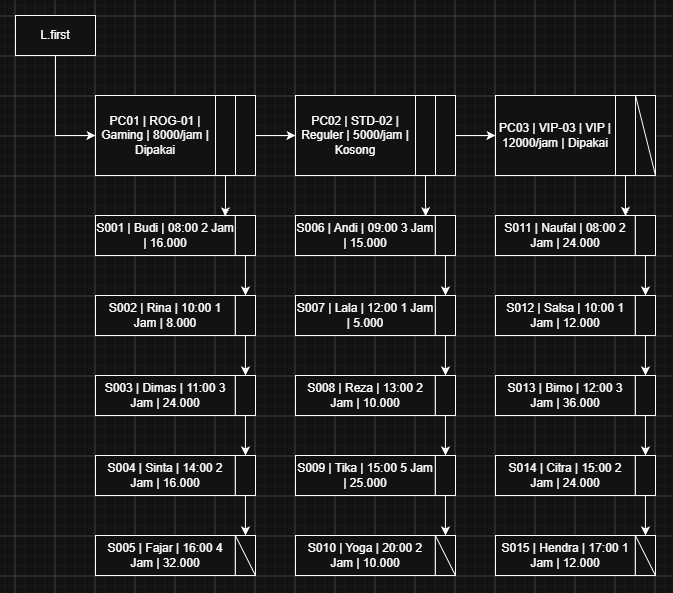 L.first
PC01 | ROG-01 |
Gaming | 8000/jam |
Dipakai
PC02 | STD-02 |
Reguler | 5000/jam |
Kosong
PC03 | VIP-03 | VIP |
12000/jam | Dipakai
S001 | Budi | 08:00 2 Jam
| 16.000
S006 | Andi | 09:00 3 Jam
| 15.000
S011 | Naufal | 08:00 2
Jam | 24.000
S002 | Rina | 10:00 1
Jam | 8.000
S007 | Lala | 12:00 1 Jam
| 5.000
S012 | Salsa | 10:00 1
Jam | 12.000
S003 | Dimas | 11:00 3
Jam | 24.000
S008 | Reza | 13:00 2
Jam | 10.000
S013 | Bimo | 12:00 3
Jam | 36.000
S004 | Sinta | 14:00 2
Jam | 16.000
S009 | Tika | 15:00 5 Jam
| 25.000
S014 | Citra | 15:00 2
Jam | 24.000
S005 | Fajar | 16:00 4
Jam | 32.000
S010 | Yoga | 20:00 2
Jam | 10.000
S015 | Hendra | 17:00 1
Jam | 12.000